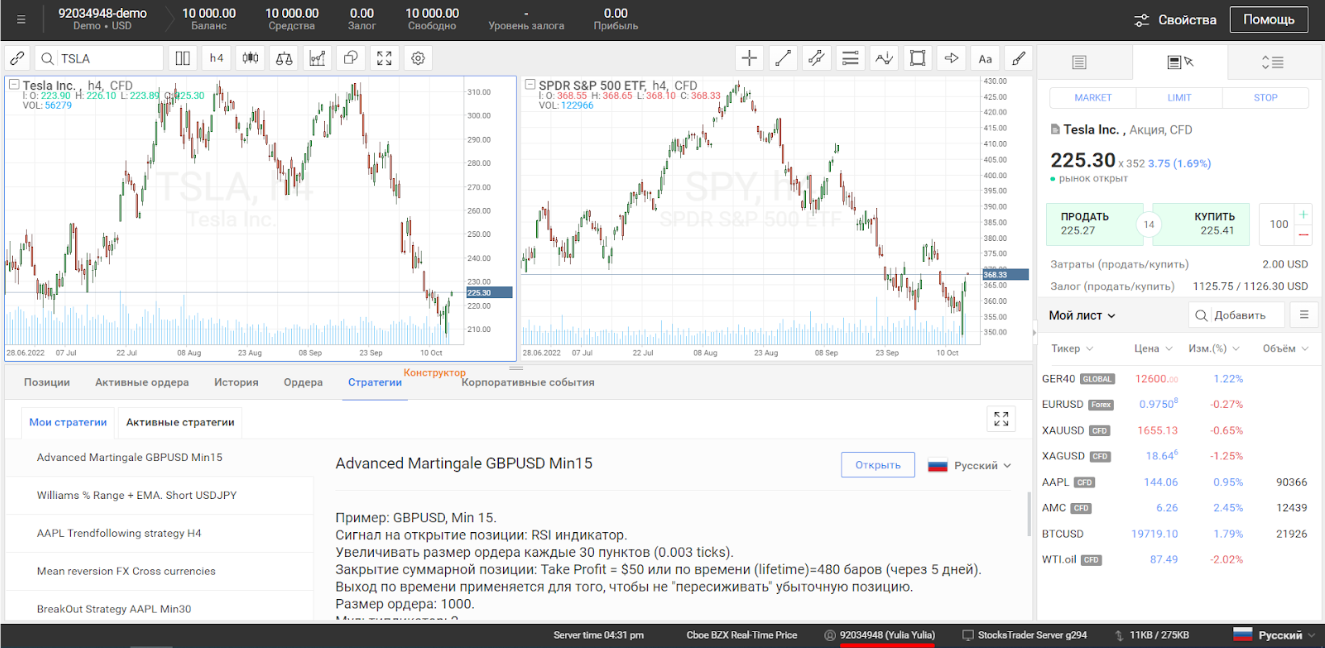 92034948-demo
Demo • USD
10 000.00
Баланс
10 000.00
Средства
0.00
Залог
10 000.00
Свободно
-
Уровень залога
0.00
Прибыль
Свойства
Помощь
TSLA
h4
Aa
Tesla Inc. , h4, CFD
I: O: 223.90 H: 226.10 L: 223.89 C: 225.30
VOL: 56279
TSLA, h4
Tesla Inc.
310.00
300.00
290.00
280.00
270.00
260.00
250.00
240.00
230.00
225.30
220.00
210.00
28.06.2022 07 Jul 22 Jul 08 Aug 23 Aug 08 Sep 23 Sep 10 Oct
SPDR S&P 500 ETF, h4, CFD
I: O: 368.55 H: 368.65 L: 368.10 C: 368.33
VOL: 122966
SPY, h4
SPDR S&P 500 ETF
430.00
425.00
420.00
415.00
410.00
405.00
400.00
395.00
390.00
385.00
380.00
375.00
368.33
365.00
360.00
355.00
350.00
28.06.2022 07 Jul 22 Jul 08 Aug 23 Aug 08 Sep 23 Sep 10 Oct
MARKET LIMIT STOP
Tesla Inc. , Акция, CFD
225.30 x 352 3.75 (1.69%)
рынок открыт
ПРОДАТЬ
225.27
14
КУПИТЬ
225.41
100
+
−
Затраты (продать/купить) 2.00 USD
Залог (продать/купить) 1125.75 / 1126.30 USD
Мой лист
Добавить
Тикер Цена Изм.(%) Объём
GER40 GLOBAL 12600.00 1.22%
EURUSD Forex 0.9750⁸ -0.27%
XAUUSD CFD 1655.13 -0.65%
XAGUSD CFD 18.64⁶ -1.25%
AAPL CFD 144.06 0.95% 90366
AMC CFD 6.26 2.45% 12439
BTCUSD 19719.10 1.79% 21926
WTI.oil CFD 87.49 -2.02%
Позиции Активные ордера История Ордера Стратегии Конструктор Корпоративные события
Мои стратегии Активные стратегии
Advanced Martingale GBPUSD Min15
Williams % Range + EMA. Short USDJPY
AAPL Trendfollowing strategy H4
Mean reversion FX Cross currencies
BreakOut Strategy AAPL Min30
Advanced Martingale GBPUSD Min15
Открыть
Русский
Пример: GBPUSD, Min 15.
Сигнал на открытие позиции: RSI индикатор.
Увеличивать размер ордера каждые 30 пунктов (0.003 ticks).
Закрытие суммарной позиции: Take Profit = $50 или по времени (lifetime)=480 баров (через 5 дней).
Выход по времени применяется для того, чтобы не "пересиживать" убыточную позицию.
Размер ордера: 1000.
Server time 04:31 pm
Cboe BZX Real-Time Price
92034948 (Yulia Yulia)
StocksTrader Server g294
11KB / 275KB
Русский